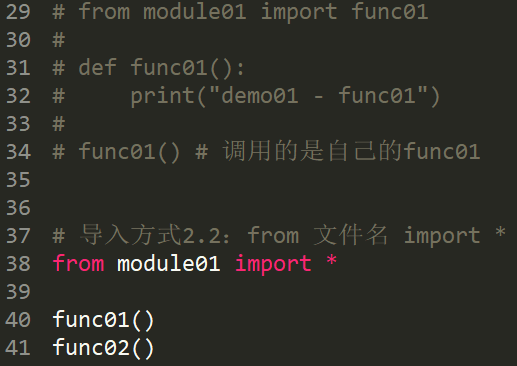 29 # from module01 import func01
30 #
31 # def func01():
32 #     print("demo01 - func01")
33 #
34 # func01() # 调用的是自己的func01
35
36
37 # 导入方式2.2：from 文件名 import *
38 from module01 import *
39
40 func01()
41 func02()